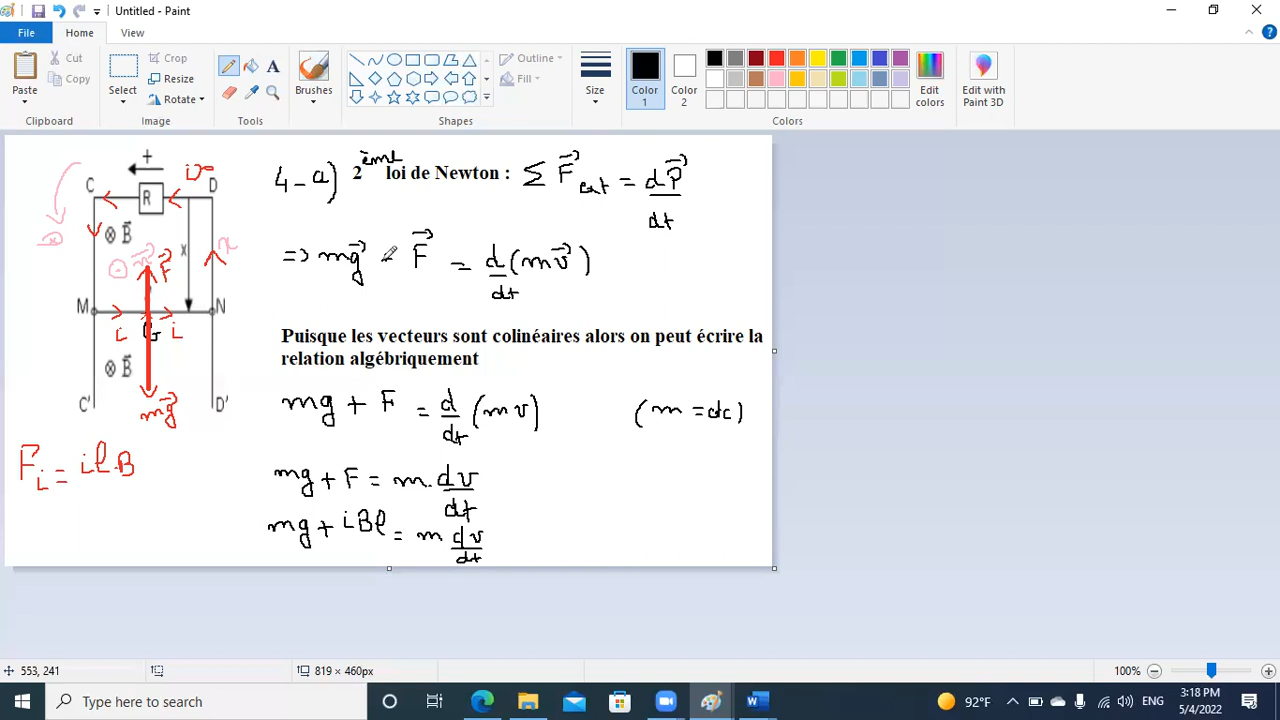 Untitled - Paint
File Home View
Paste
Cut
Copy
Clipboard
Select
Crop
Resize
Rotate
Image
Tools
Brushes
Shapes
Outline
Fill
Size
Color 1
Color 2
Edit colors
Edit with Paint 3D
Colors
4-a) 2ème loi de Newton : Σ F⃗ext = dP⃗/dt
=> mg⃗ F⃗ = d/dt (mv⃗)
Puisque les vecteurs sont colinéaires alors on peut écrire la
relation algébriquement
mg + F = d/dt (mv) (m = de)
mg + F = m. dv/dt
mg + iBl = m dv/dt
+
C R D
⊗ B⃗
x
x
F⃗
M N
i G i
⊗ B⃗
mg⃗
C' D'
Fi = ilB
553, 241
819 × 460px
100%
Type here to search
92°F
ENG
3:18 PM
5/4/2022